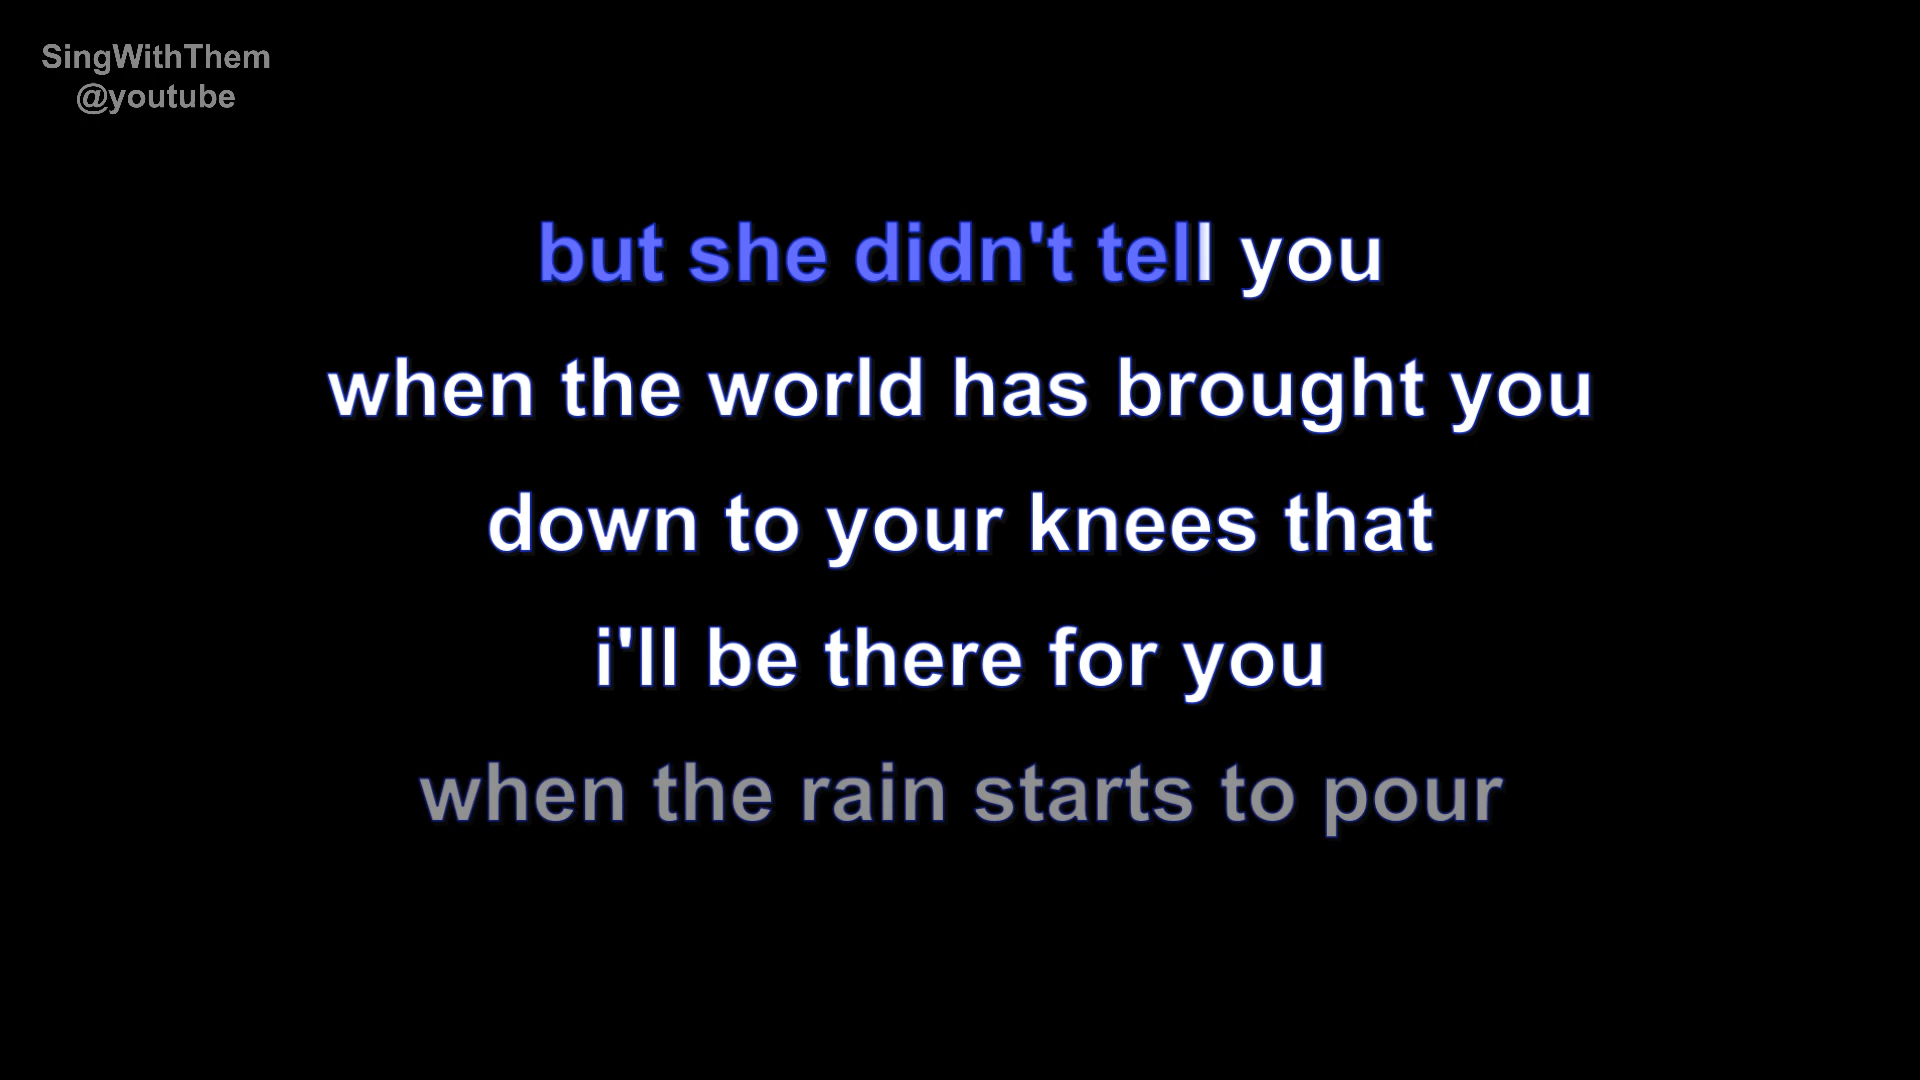 SingWithThem
@youtube
but she didn't tell you
when the world has brought you
down to your knees that
i'll be there for you
when the rain starts to pour